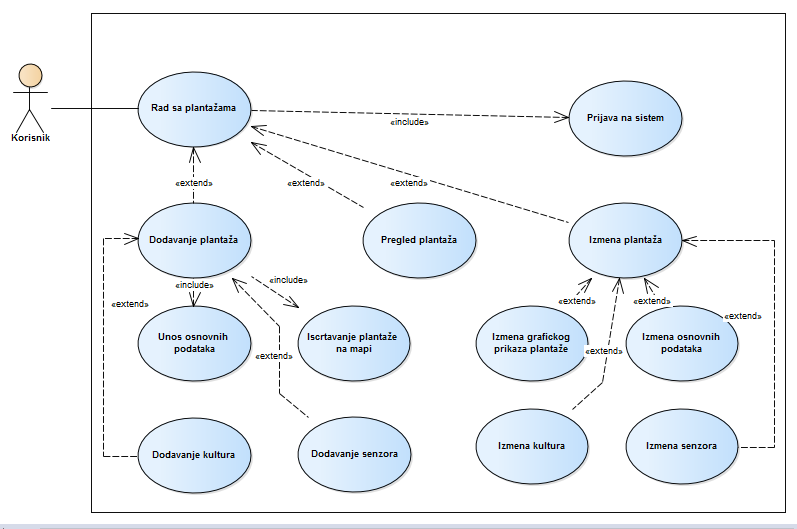 Rad sa plantažama
Prijava na sistem
«include»
Korisnik
«extend»
«extend»
«extend»
Dodavanje plantaža
Pregled plantaža
Izmena plantaža
«include»
«include»
«extend»
«extend»
«extend»
«extend»
Unos osnovnih
podataka
Iscrtavanje plantaže
na mapi
Izmena grafickog
prikaza plantaže
Izmena osnovnih
podataka
«extend»
«extend»
Dodavanje kultura
Dodavanje senzora
Izmena kultura
Izmena senzora